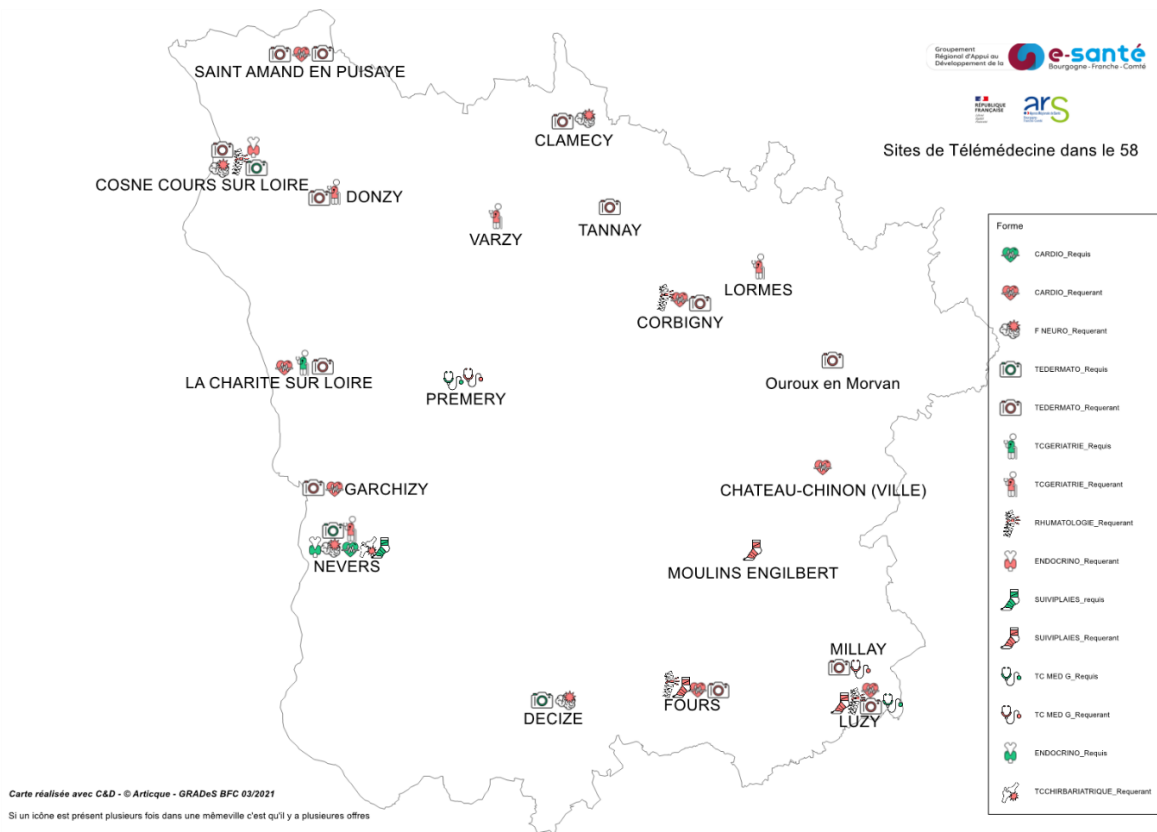 Groupement
Régional d'Appui au
Développement de la
e-santé
Bourgogne - Franche - Comté
RÉPUBLIQUE
FRANÇAISE
ars
Sites de Télémédecine dans le 58
SAINT AMAND EN PUISAYE
CLAMECY
COSNE COURS SUR LOIRE
DONZY
VARZY
TANNAY
LORMES
CORBIGNY
LA CHARITE SUR LOIRE
PREMERY
Ouroux en Morvan
CHATEAU-CHINON (VILLE)
GARCHIZY
NEVERS
MOULINS ENGILBERT
MILLAY
FOURS
LUZY
DECIZE
Forme
CARDIO_Requis
CARDIO_Requerant
F NEURO_Requerant
TEDERMATO_Requis
TEDERMATO_Requerant
TCGERIATRIE_Requis
TCGERIATRIE_Requerant
RHUMATOLOGIE_Requerant
ENDOCRINO_Requerant
SUIVIPLAIES_requis
SUIVIPLAIES_Requerant
TC MED G_Requis
TC MED G_Requerant
ENDOCRINO_Requis
TCCHIRBARIATRIQUE_Requerant
Carte réalisée avec C&D - © Articque - GRADeS BFC 03/2021
Si un icône est présent plusieurs fois dans une mêmeville c'est qu'il y a plusieures offres